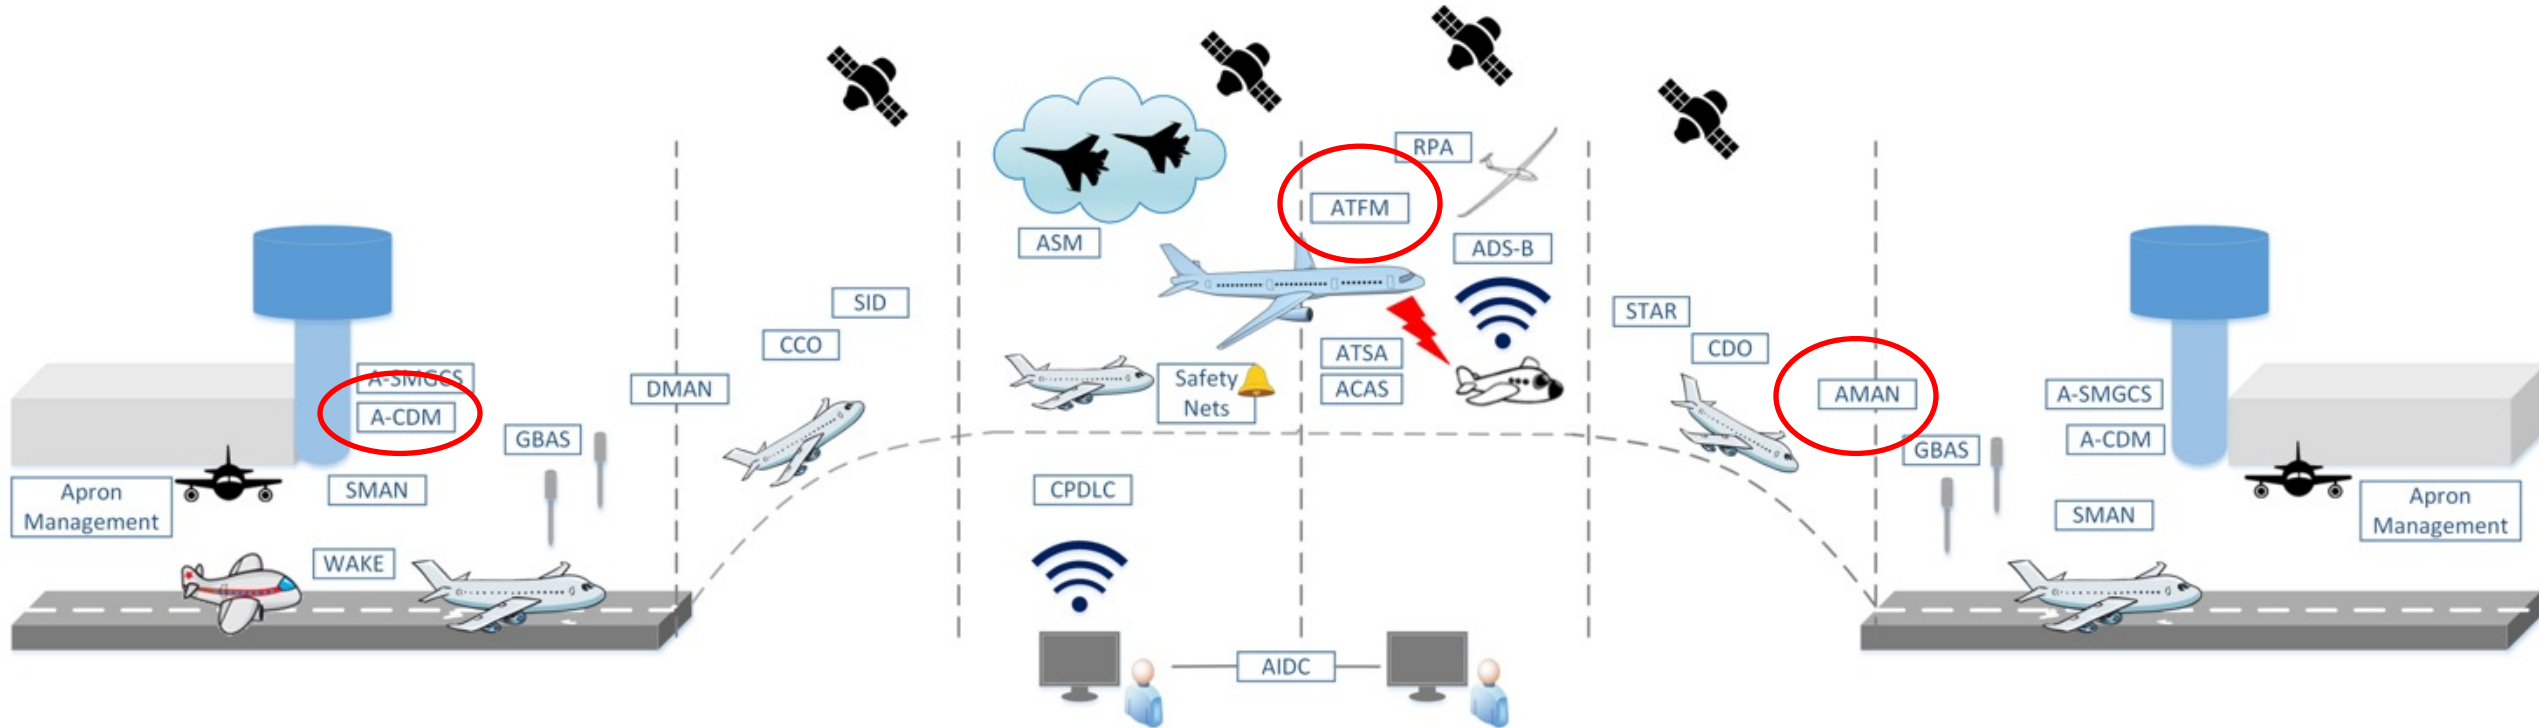 RPA
ATFM
ASM
ADS-B
SID
STAR
CCO
ATSA
CDO
A-SMGCS
DMAN
Safety
Nets
ACAS
AMAN
A-SMGCS
A-CDM
GBAS
GBAS
A-CDM
Apron
Management
SMAN
CPDLC
SMAN
Apron
Management
WAKE
AIDC